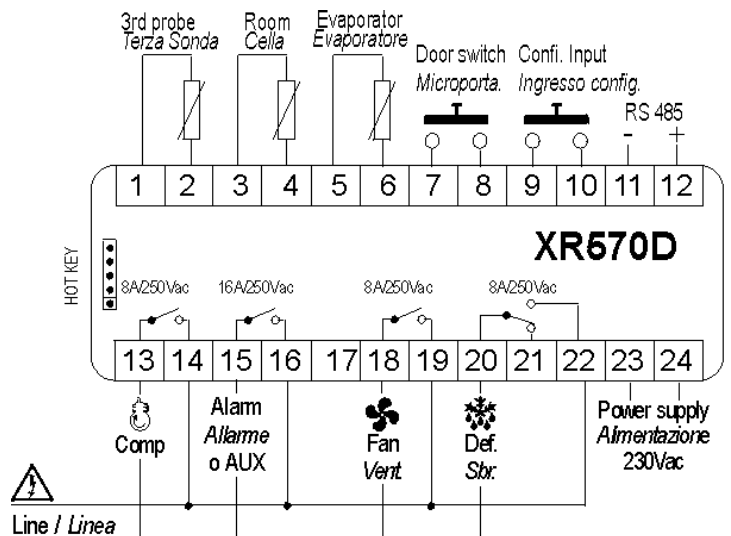 3rd probe
Terza Sonda
Room
Cella
Evaporator
Evaporatore
Door switch
Microporta.
Confi. Input
Ingresso config.
RS 485
- +
1 2 3 4 5 6 7 8 9 10 11 12
XR570D
HOT KEY
8A/250Vac 16A/250Vac 8A/250Vac 8A/250Vac
13 14 15 16 17 18 19 20 21 22 23 24
Comp
Alarm
Allarme
o AUX
Fan
Vent.
Def.
Sbr.
Power supply
Alimentazione
230Vac
Line / Linea